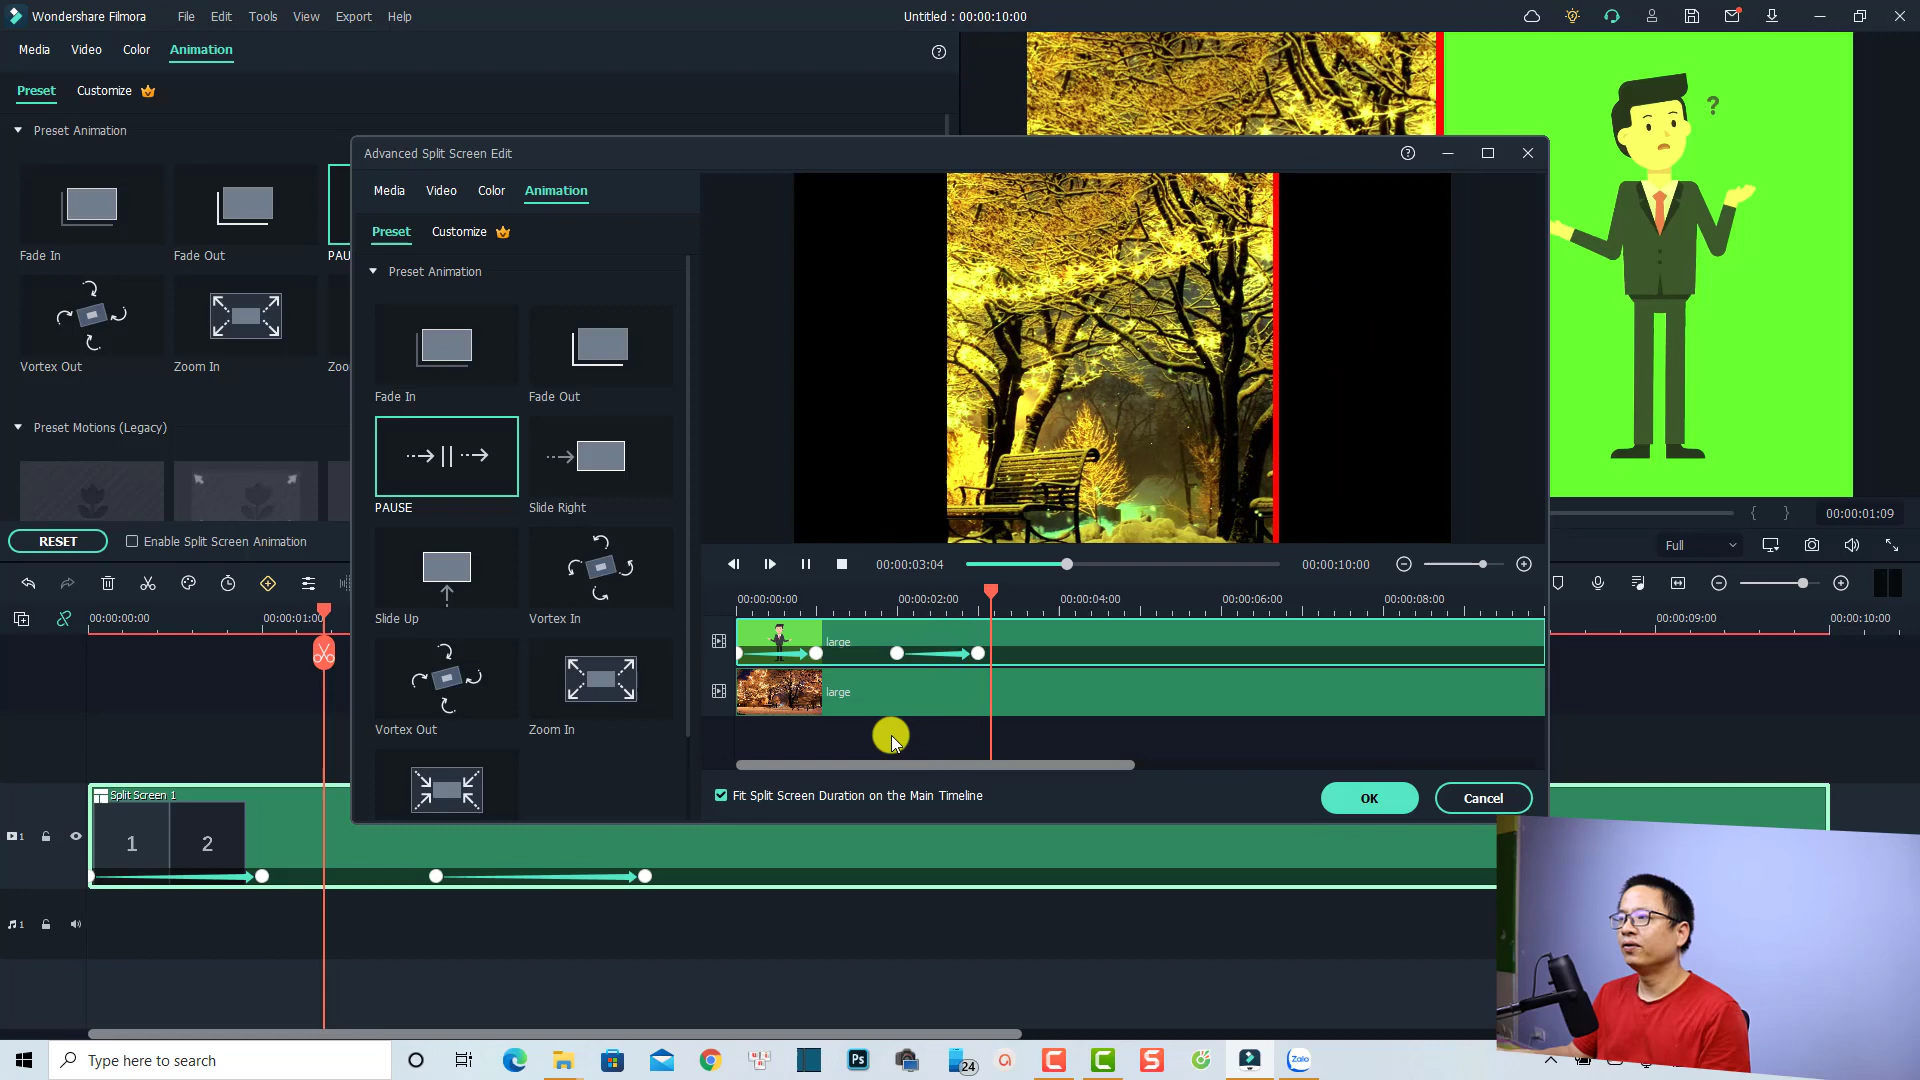 Wondershare Filmora
File Edit Tools View Export Help
Untitled : 00:00:10:00
Media Video Color Animation
Preset Customize
Preset Animation
Fade In Fade Out PAU
Vortex Out Zoom In Zoo
Preset Motions (Legacy)
RESET Enable Split Screen Animation
Advanced Split Screen Edit
Media Video Color Animation
Preset Customize
Preset Animation
Fade In Fade Out
PAUSE Slide Right
Slide Up Vortex In
Vortex Out Zoom In
?
00:00:03:04 00:00:10:00
00:00:00:00 00:00:02:00 00:00:04:00 00:00:06:00 00:00:08:00
large
large
Fit Split Screen Duration on the Main Timeline
OK Cancel
{ } 00:00:01:09
Full
00:00:00:00 00:00:01:00 00:00:09:00 00:00:10:00
Split Screen 1
1 2
1
1
Type here to search
Ps
24
Zalo